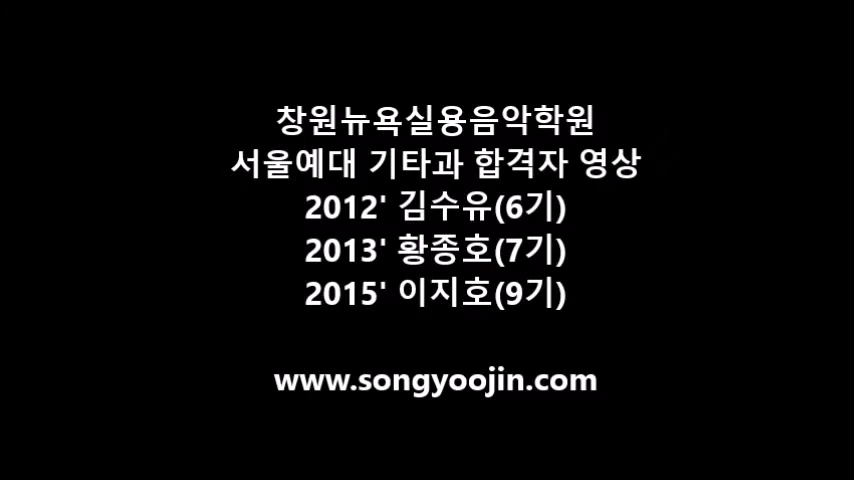 창원뉴욕실용음악학원
서울예대 기타과 합격자 영상
2012' 김수유(6기)
2013' 황종호(7기)
2015' 이지호(9기)
www.songyoojin.com